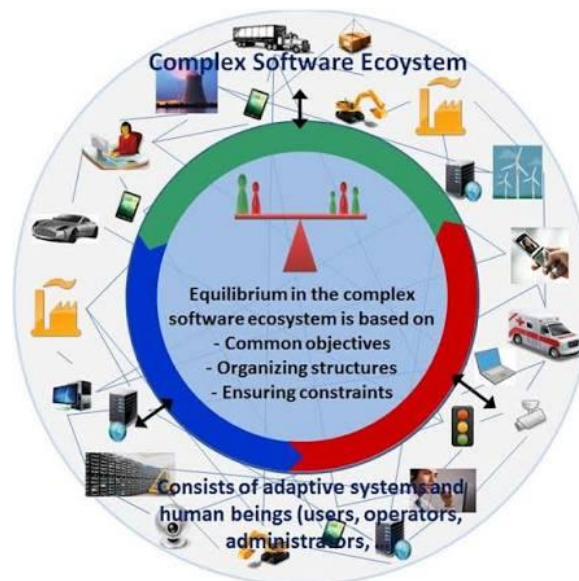 Complex Software Ecoystem
Equilibrium in the complex
software ecosystem is based on
- Common objectives
- Organizing structures
- Ensuring constraints
Consists of adaptive systems and
human beings (users, operators,
administrators,